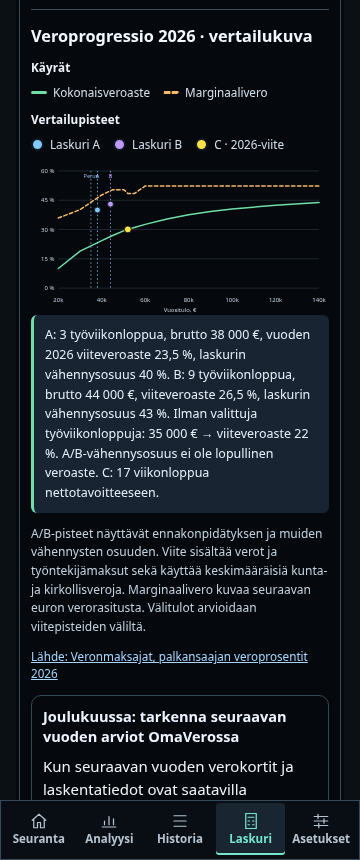 Veroprogressio 2026 · vertailukuva
Käyrät
Kokonaisveroaste
Marginaalivero
Vertailupisteet
Laskuri A
Laskuri B
C · 2026-viite
60 %
45 %
30 %
15 %
0 %
20k
40k
60k
80k
100k
120k
140k
Vuositulo, €
A: 3 työviikonloppua, brutto 38 000 €, vuoden
2026 viiteveroaste 23,5 %, laskurin
vähennysosuus 40 %. B: 9 työviikonloppua,
brutto 44 000 €, viiteveroaste 26,5 %, laskurin
vähennysosuus 43 %. Ilman valittuja
työviikonloppuja: 35 000 € → viiteveroaste 22
%. A/B-vähennysosuus ei ole lopullinen
veroaste. C: 17 viikonloppua
nettotavoitteeseen.
A/B-pisteet näyttävät ennakonpidätyksen ja muiden
vähennysten osuuden. Viite sisältää verot ja
työntekijämaksut sekä käyttää keskimääräisiä kunta-
ja kirkollisveroja. Marginaalivero kuvaa seuraavan
euron verorasitusta. Välitulot arvioidaan
viitepisteiden väliltä.
Lähde: Veronmaksajat, palkansaajan veroprosentit
2026
Joulukuussa: tarkenna seuraavan
vuoden arviot OmaVerossa
Kun seuraavan vuoden verokortit ja
laskentatiedot ovat saatavilla
Seuranta
Analyysi
Historia
Laskuri
Asetukset